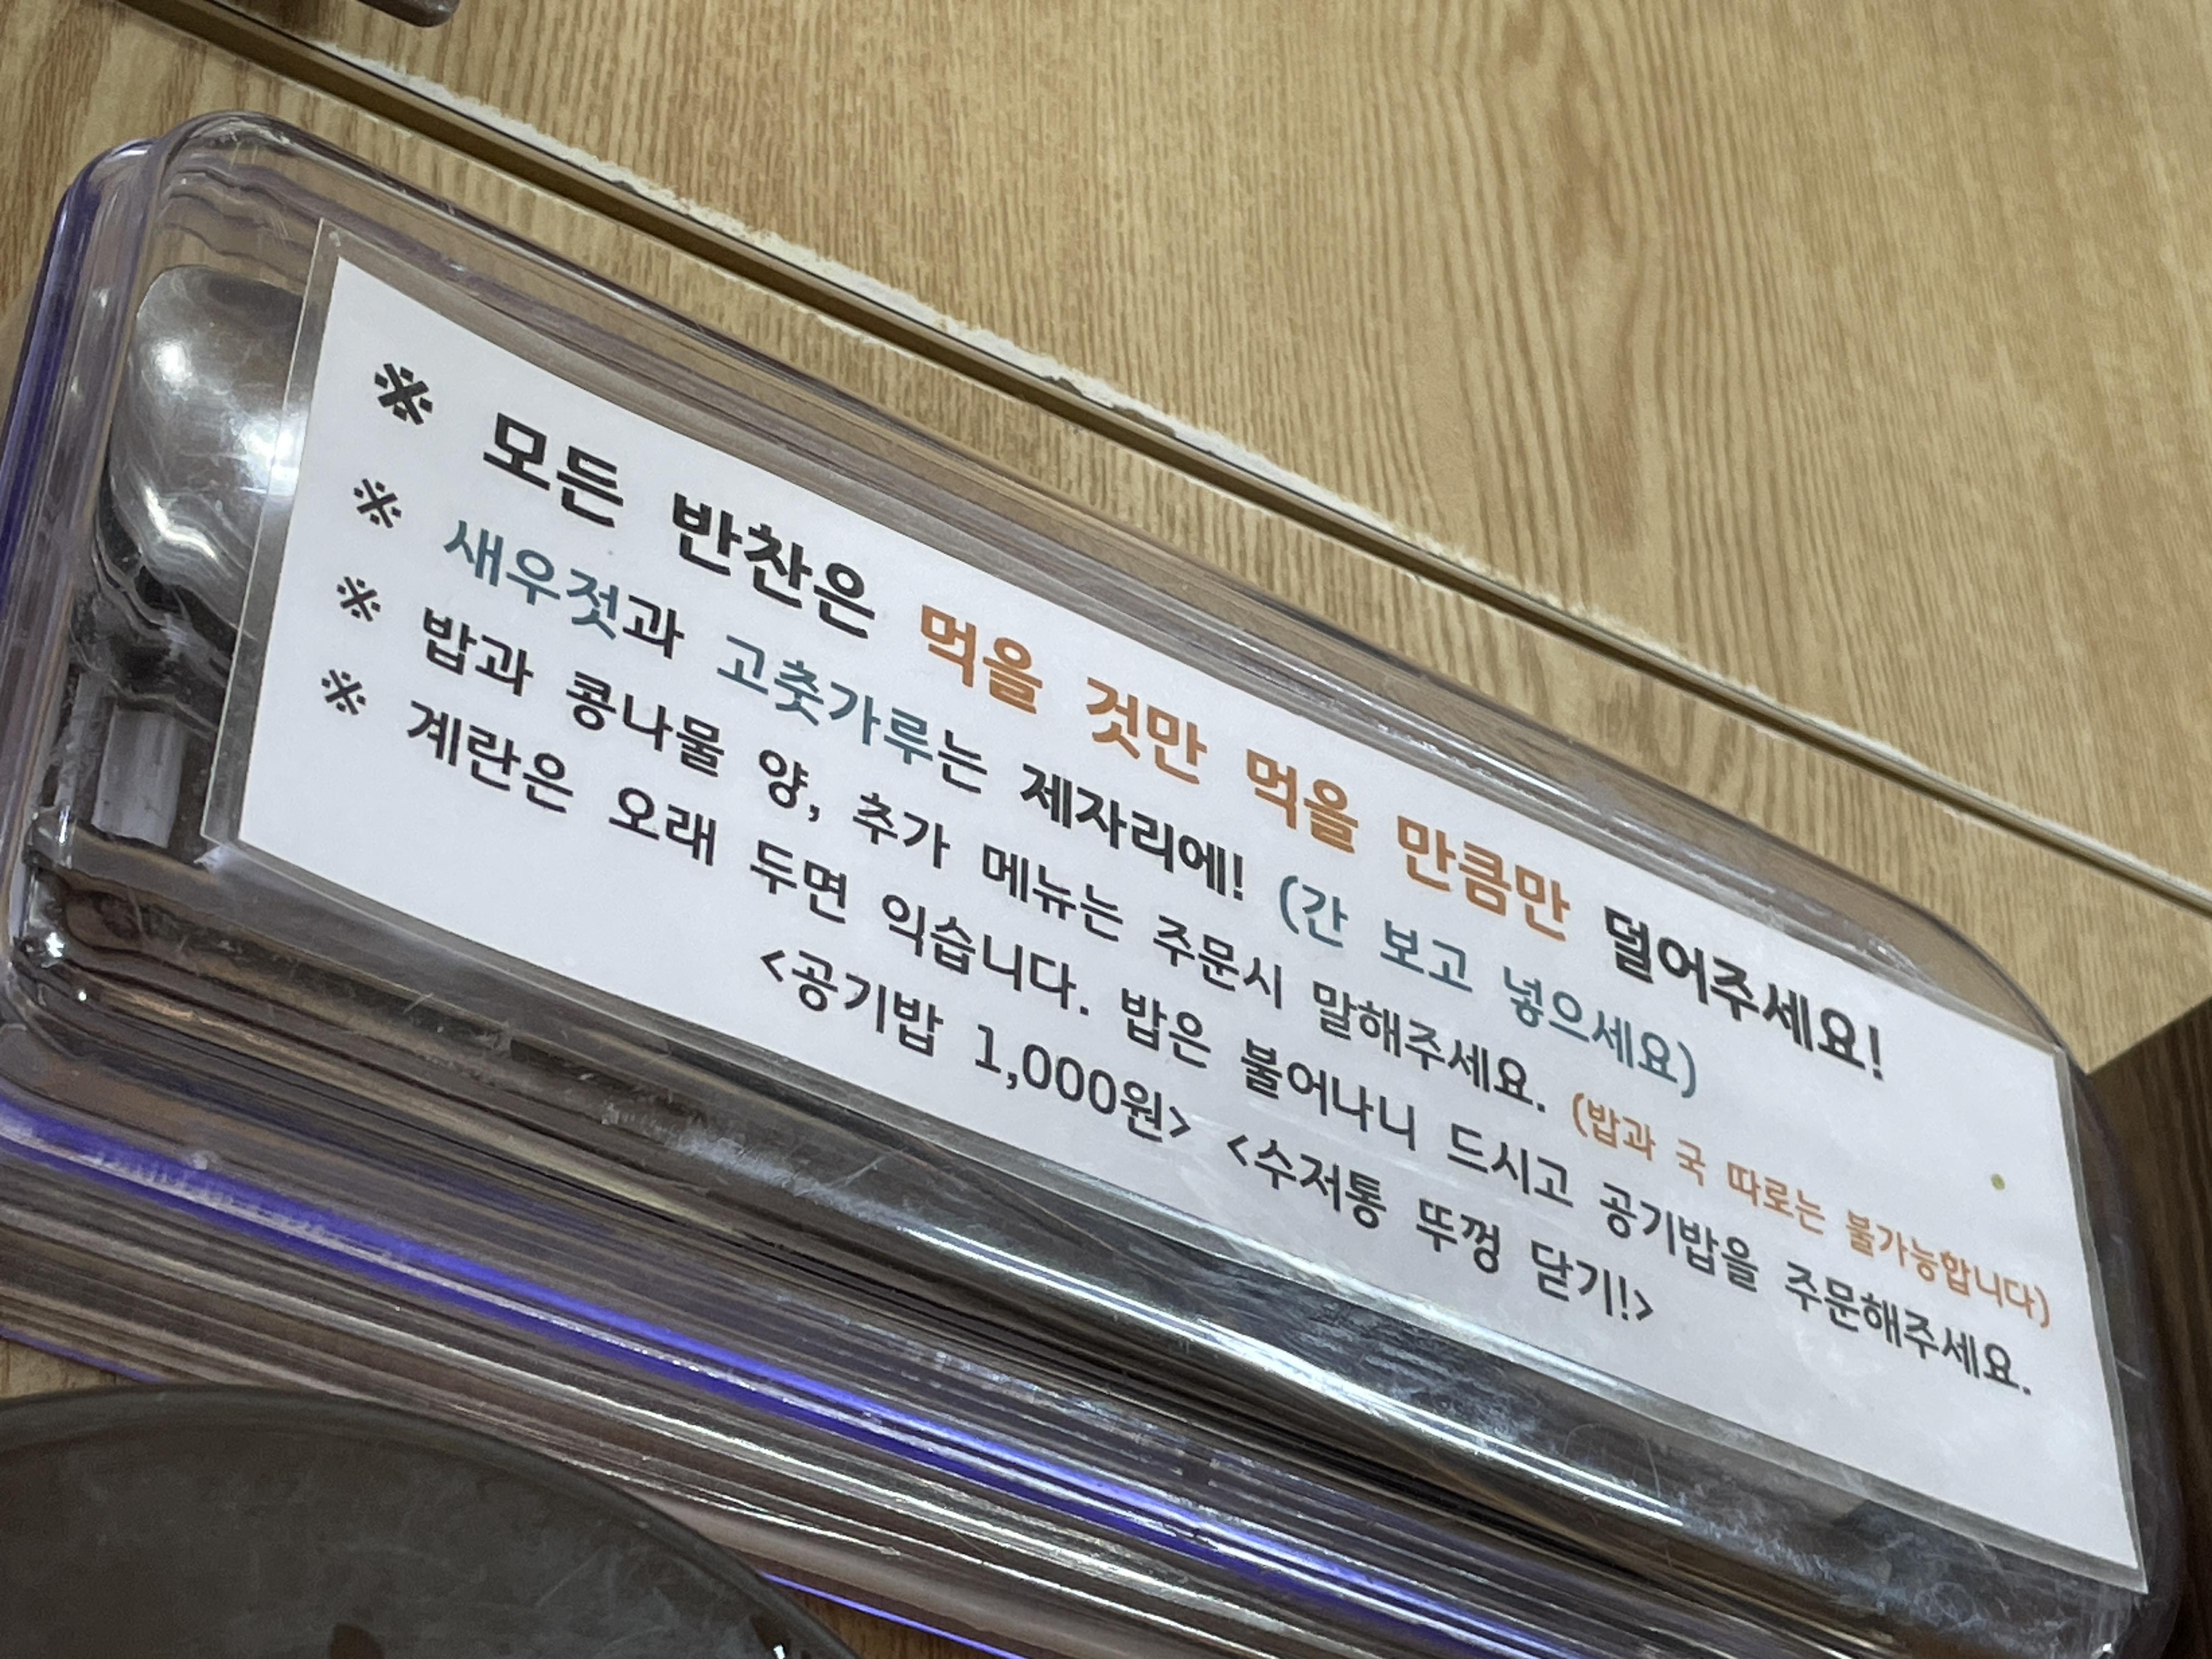 ※ 모든 반찬은 먹을 것만 먹을 만큼만 덜어주세요!
※ 새우젓과 고춧가루는 제자리에! (간 보고 넣으세요)
※ 밥과 콩나물 양, 추가 메뉴는 주문시 말해주세요. (밥과 국 따로는 불가능합니다)
※ 계란은 오래 두면 익습니다. 밥은 불어나니 드시고 공기밥을 주문해주세요.
<공기밥 1,000원> <수저통 뚜껑 닫기!>